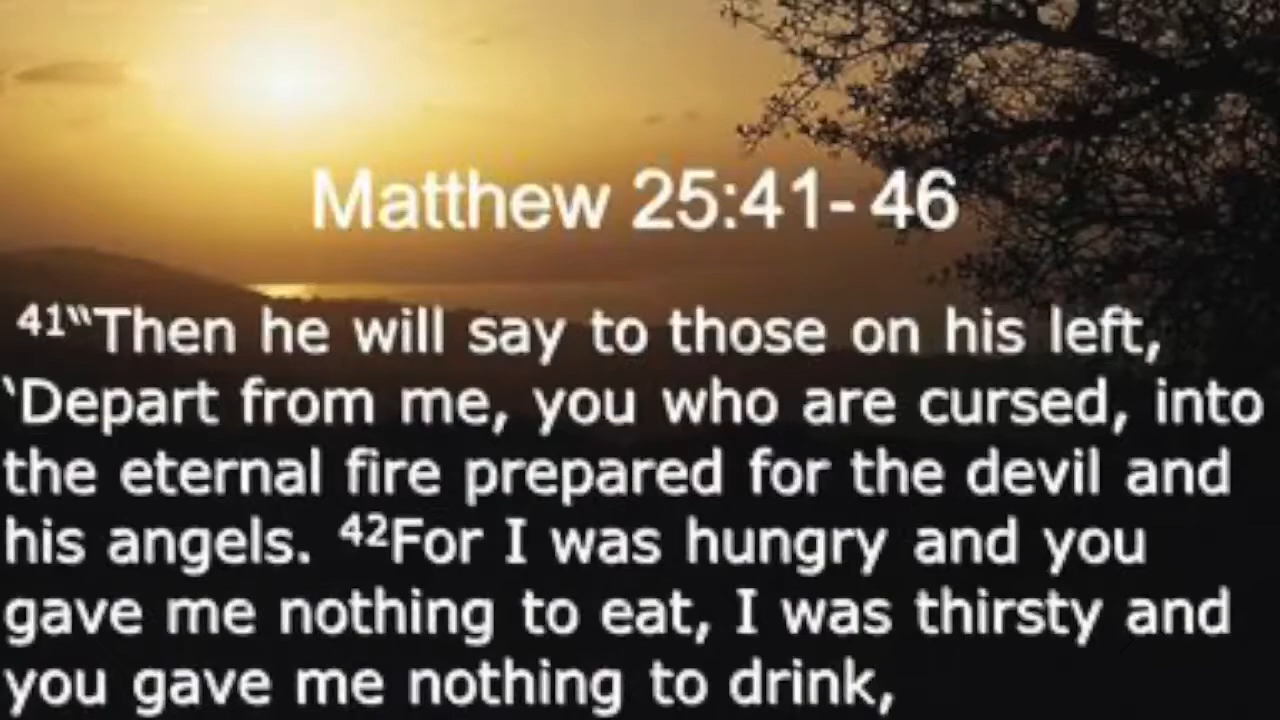 Matthew 25:41- 46
⁴¹“Then he will say to those on his left,
‘Depart from me, you who are cursed, into
the eternal fire prepared for the devil and
his angels. ⁴²For I was hungry and you
gave me nothing to eat, I was thirsty and
you gave me nothing to drink,